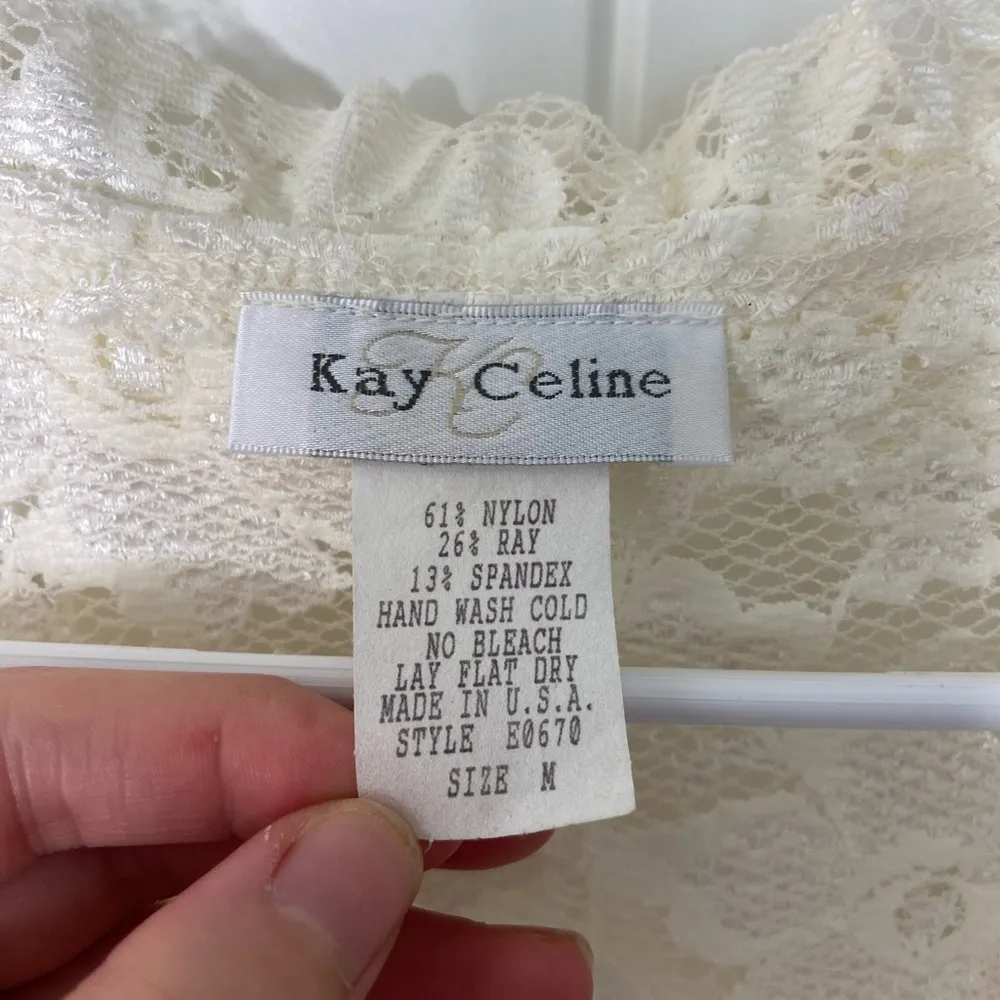 Kay Celine
KC
61% NYLON
26% RAY
13% SPANDEX
HAND WASH COLD
NO BLEACH
LAY FLAT DRY
MADE IN U.S.A.
STYLE E0670
SIZE M